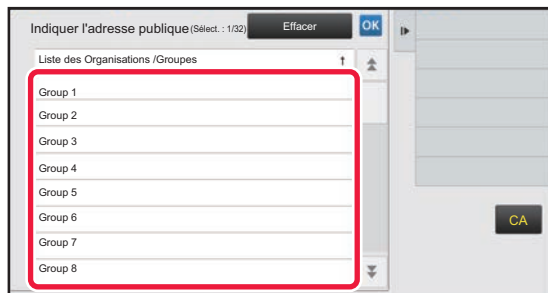 Indiquer l'adresse publique (Sélect. : 1/32) Effacer OK
Liste des Organisations /Groupes ↑
Group 1
Group 2
Group 3
Group 4
Group 5
Group 6
Group 7
Group 8
CA